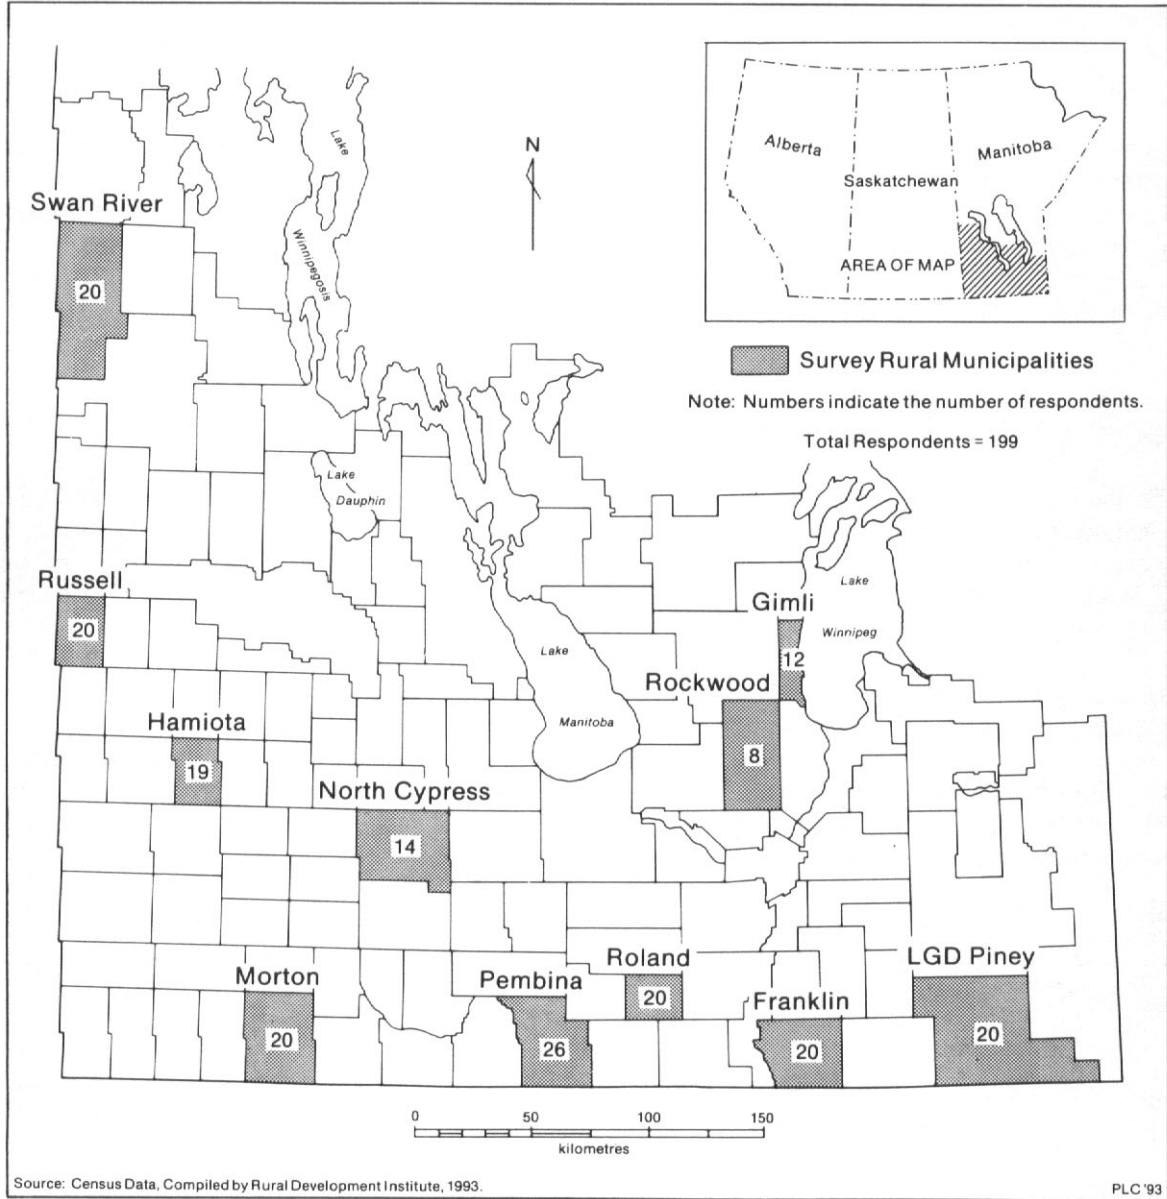 Lake
Winnipegosis
N
Alberta
Saskatchewan
Manitoba
AREA OF MAP
Swan River
20
Survey Rural Municipalities
Note: Numbers indicate the number of respondents.
Total Respondents = 199
Lake
Dauphin
Russell
20
Lake
Manitoba
Gimli
12
Lake
Winnipeg
Rockwood
8
Hamiota
19
North Cypress
14
Morton
20
Pembina
26
Roland
20
Franklin
20
LGD Piney
20
0 50 100 150
kilometres
Source: Census Data, Compiled by Rural Development Institute, 1993.
PLC '93